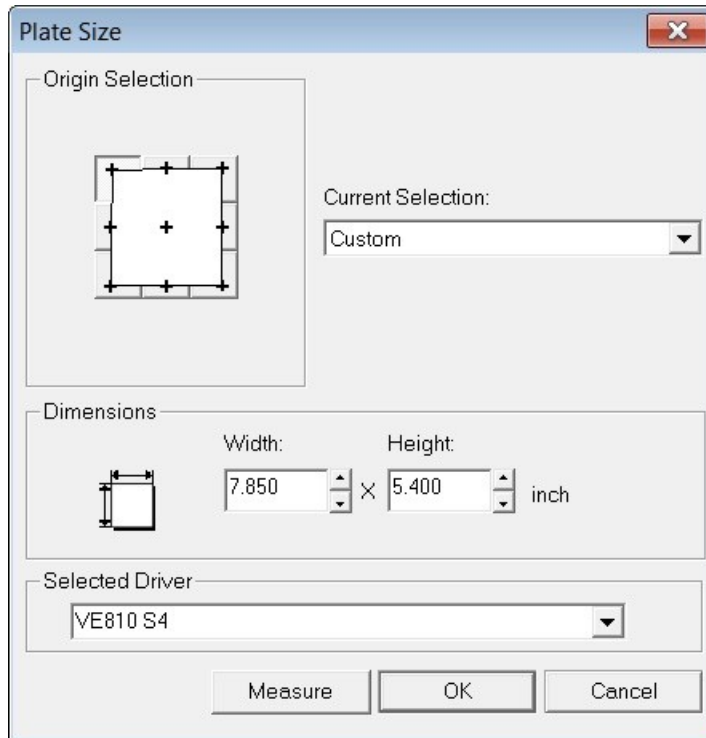 Plate Size
Origin Selection
Current Selection:
Custom
Dimensions
Width: Height:
7.850 X 5.400 inch
Selected Driver
VE810 S4
Measure OK Cancel